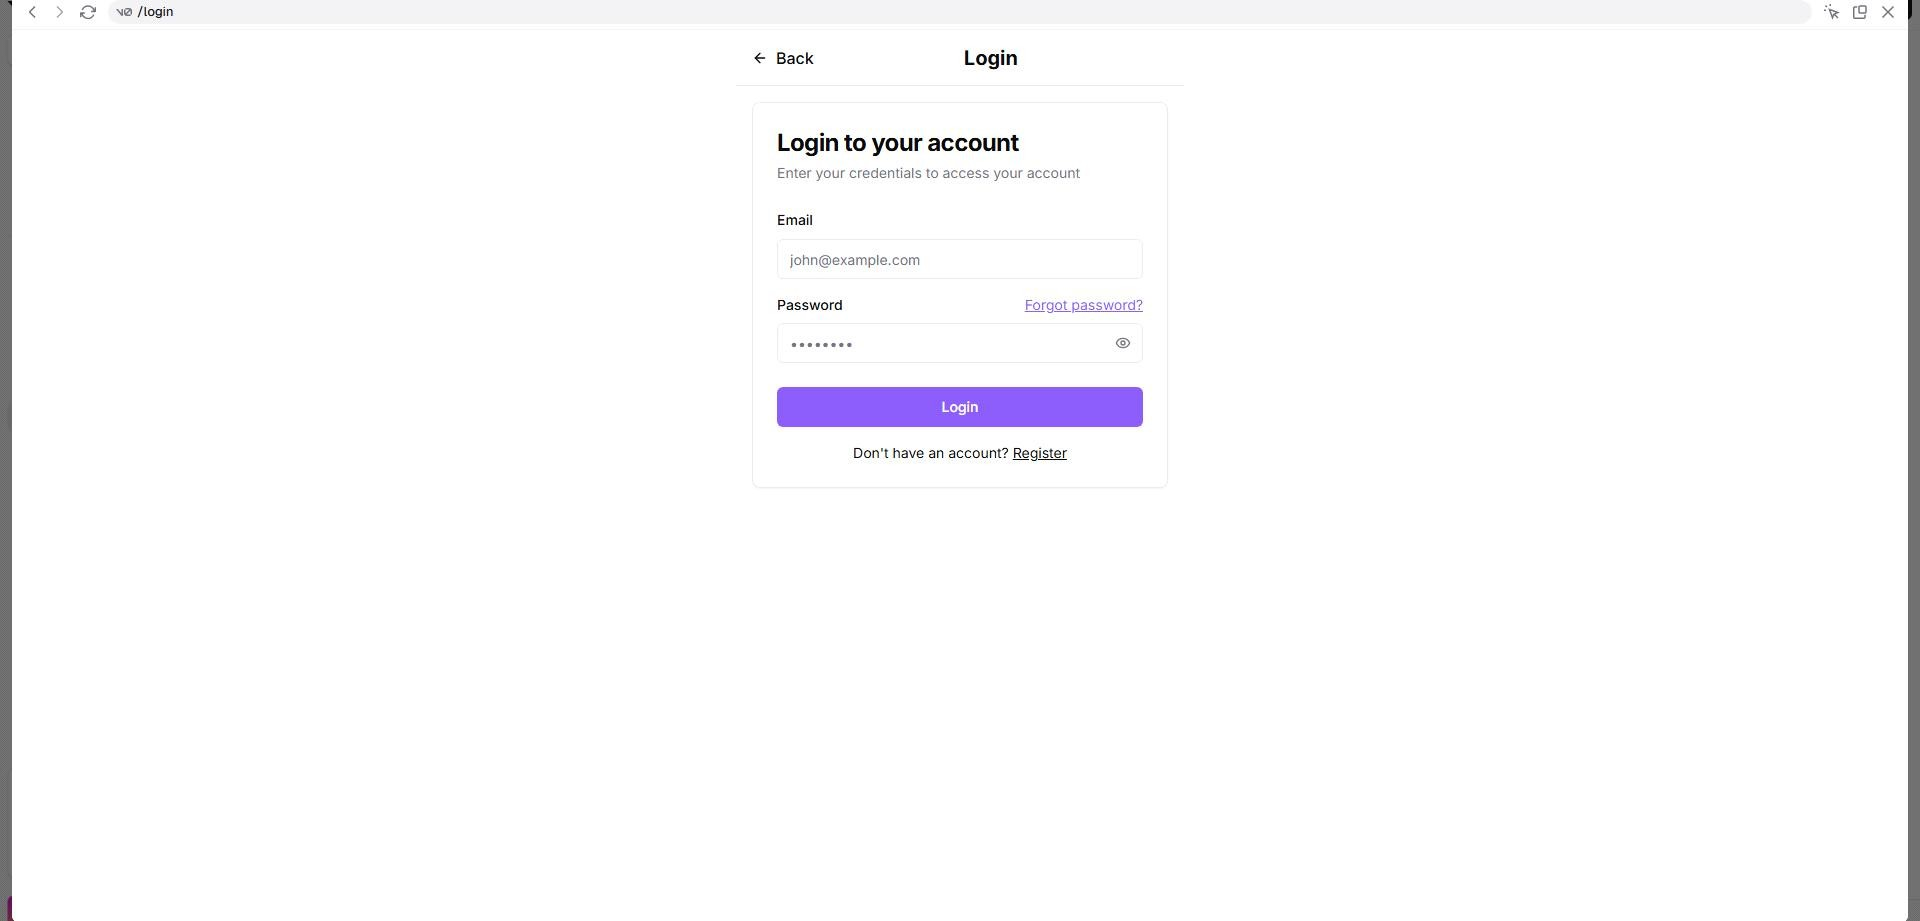 v0 /login
Back
Login
Login to your account
Enter your credentials to access your account
Email
john@example.com
Password
Forgot password?
••••••••
Login
Don't have an account? Register